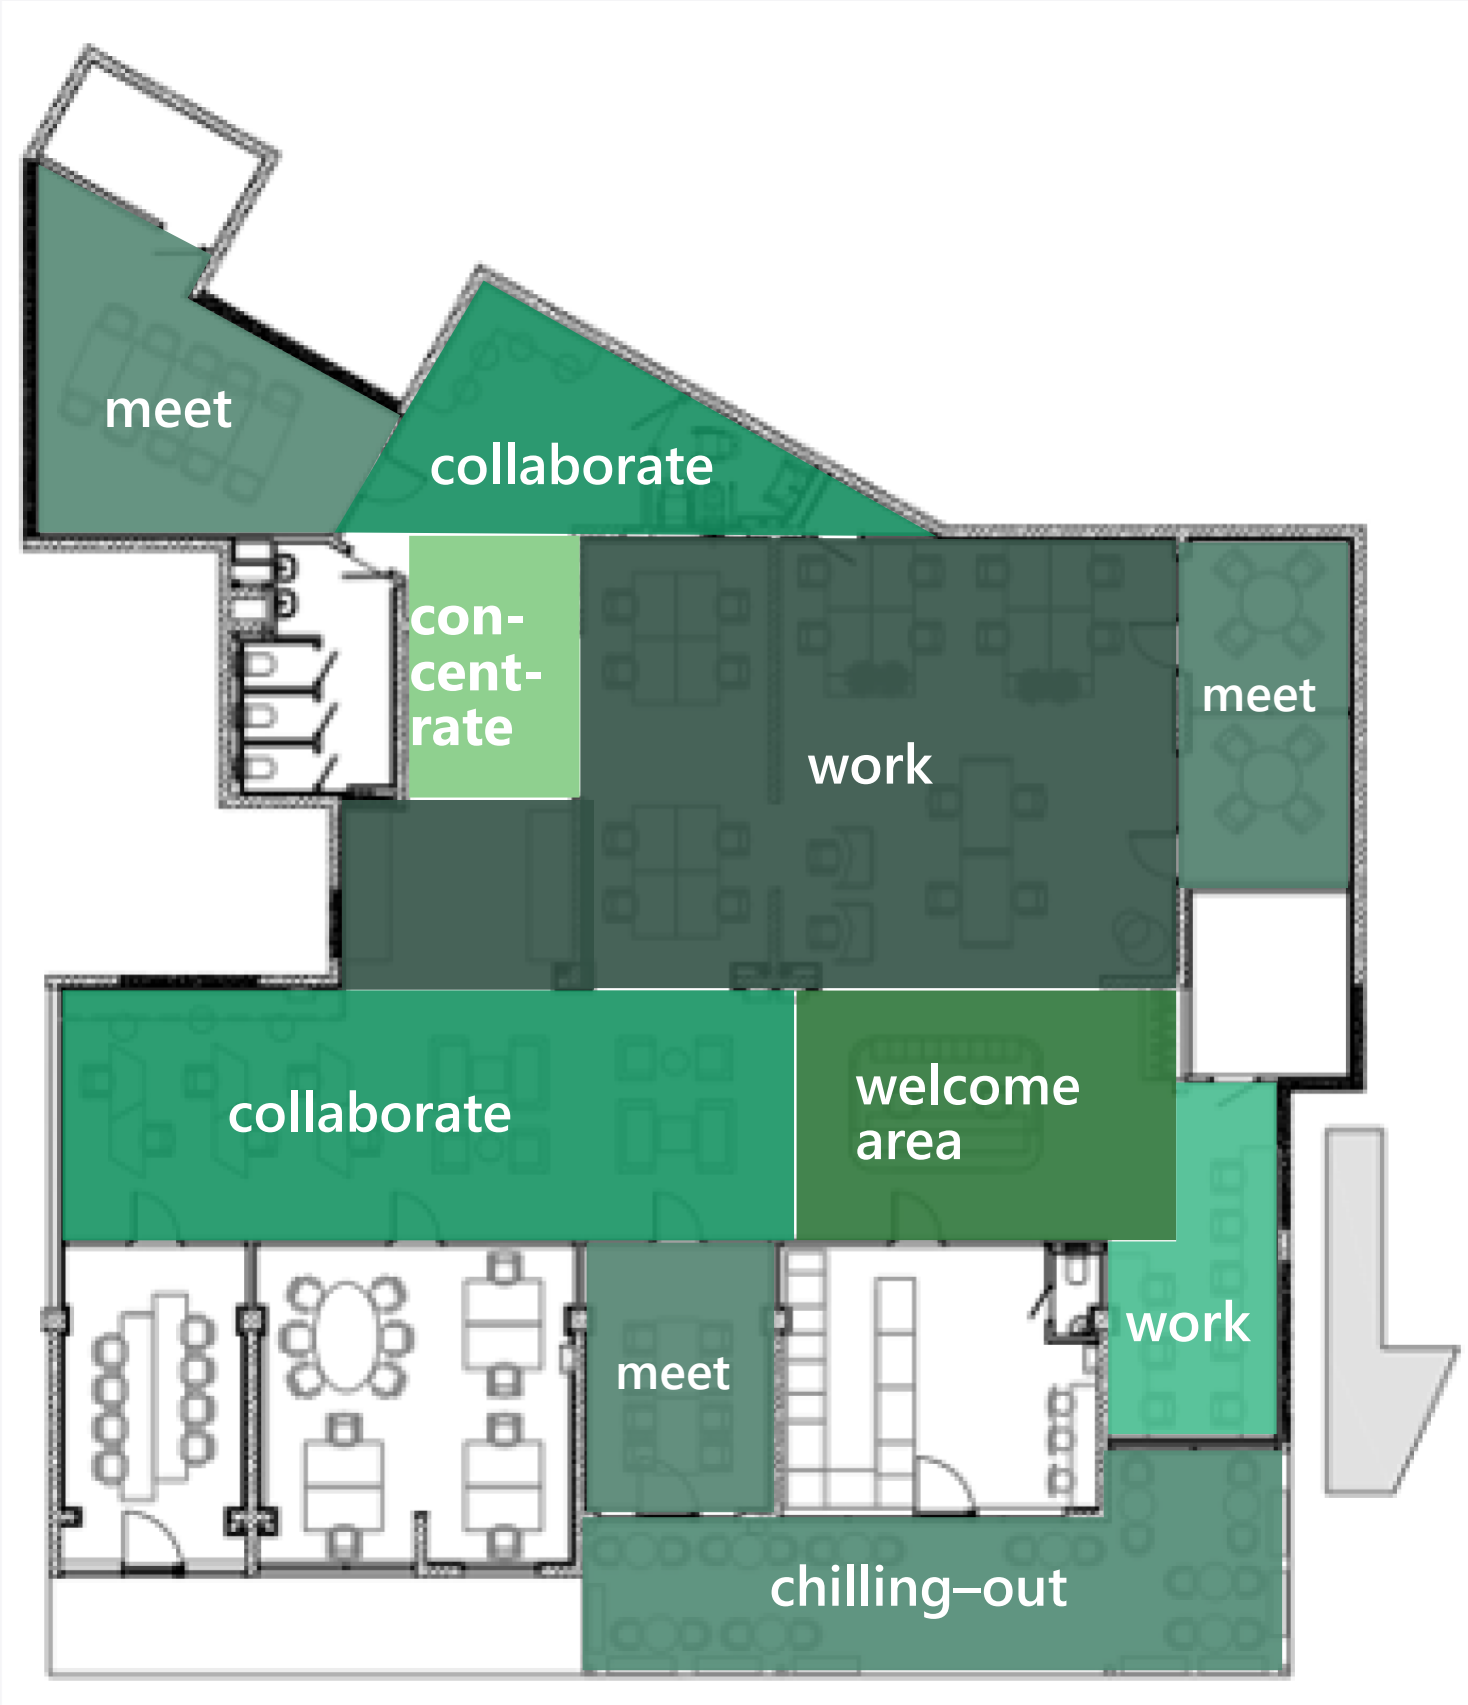 meet
collaborate
con-
cent-
rate
meet
work
collaborate
welcome
area
work
meet
chilling–out